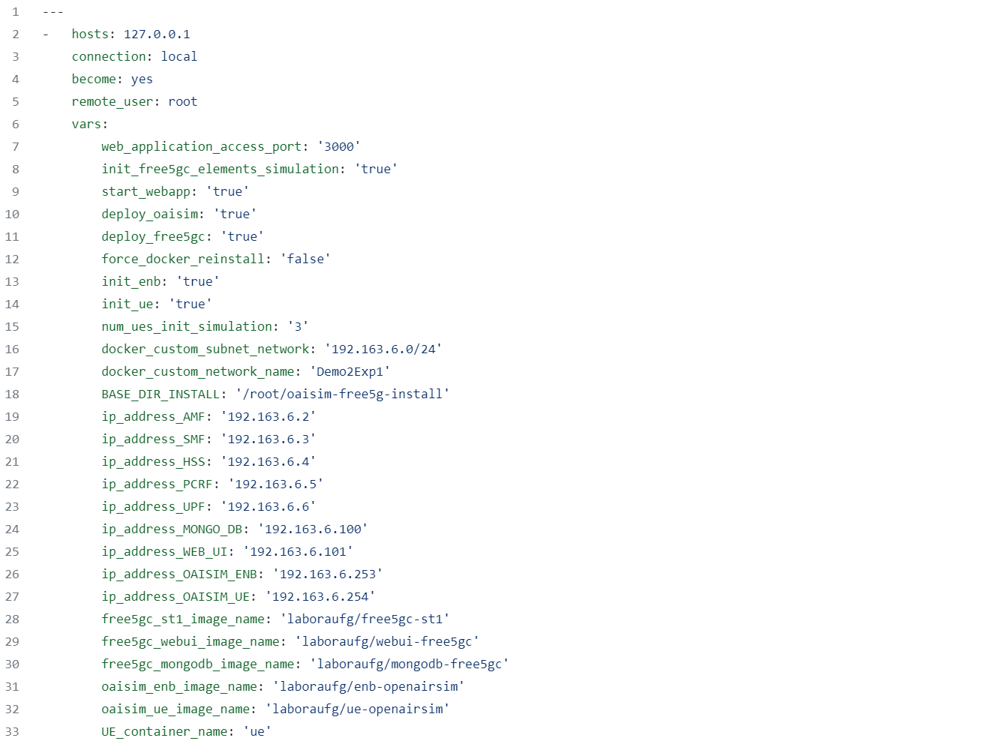 1 ---
2 -   hosts: 127.0.0.1
3     connection: local
4     become: yes
5     remote_user: root
6     vars:
7         web_application_access_port: '3000'
8         init_free5gc_elements_simulation: 'true'
9         start_webapp: 'true'
10         deploy_oaisim: 'true'
11         deploy_free5gc: 'true'
12         force_docker_reinstall: 'false'
13         init_enb: 'true'
14         init_ue: 'true'
15         num_ues_init_simulation: '3'
16         docker_custom_subnet_network: '192.163.6.0/24'
17         docker_custom_network_name: 'Demo2Exp1'
18         BASE_DIR_INSTALL: '/root/oaisim-free5g-install'
19         ip_address_AMF: '192.163.6.2'
20         ip_address_SMF: '192.163.6.3'
21         ip_address_HSS: '192.163.6.4'
22         ip_address_PCRF: '192.163.6.5'
23         ip_address_UPF: '192.163.6.6'
24         ip_address_MONGO_DB: '192.163.6.100'
25         ip_address_WEB_UI: '192.163.6.101'
26         ip_address_OAISIM_ENB: '192.163.6.253'
27         ip_address_OAISIM_UE: '192.163.6.254'
28         free5gc_st1_image_name: 'laboraufg/free5gc-st1'
29         free5gc_webui_image_name: 'laboraufg/webui-free5gc'
30         free5gc_mongodb_image_name: 'laboraufg/mongodb-free5gc'
31         oaisim_enb_image_name: 'laboraufg/enb-openairsim'
32         oaisim_ue_image_name: 'laboraufg/ue-openairsim'
33         UE_container_name: 'ue'